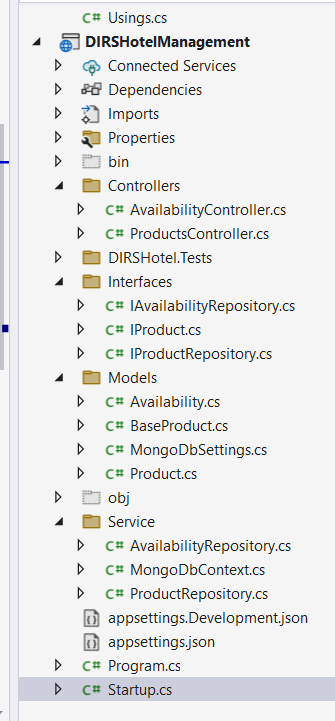 C# Usings.cs
DIRSHotelManagement
Connected Services
Dependencies
Imports
Properties
bin
Controllers
C# AvailabilityController.cs
C# ProductsController.cs
DIRSHotel.Tests
Interfaces
C# IAvailabilityRepository.cs
C# IProduct.cs
C# IProductRepository.cs
Models
C# Availability.cs
C# BaseProduct.cs
C# MongoDbSettings.cs
C# Product.cs
obj
Service
C# AvailabilityRepository.cs
C# MongoDbContext.cs
C# ProductRepository.cs
appsettings.Development.json
appsettings.json
C# Program.cs
C# Startup.cs